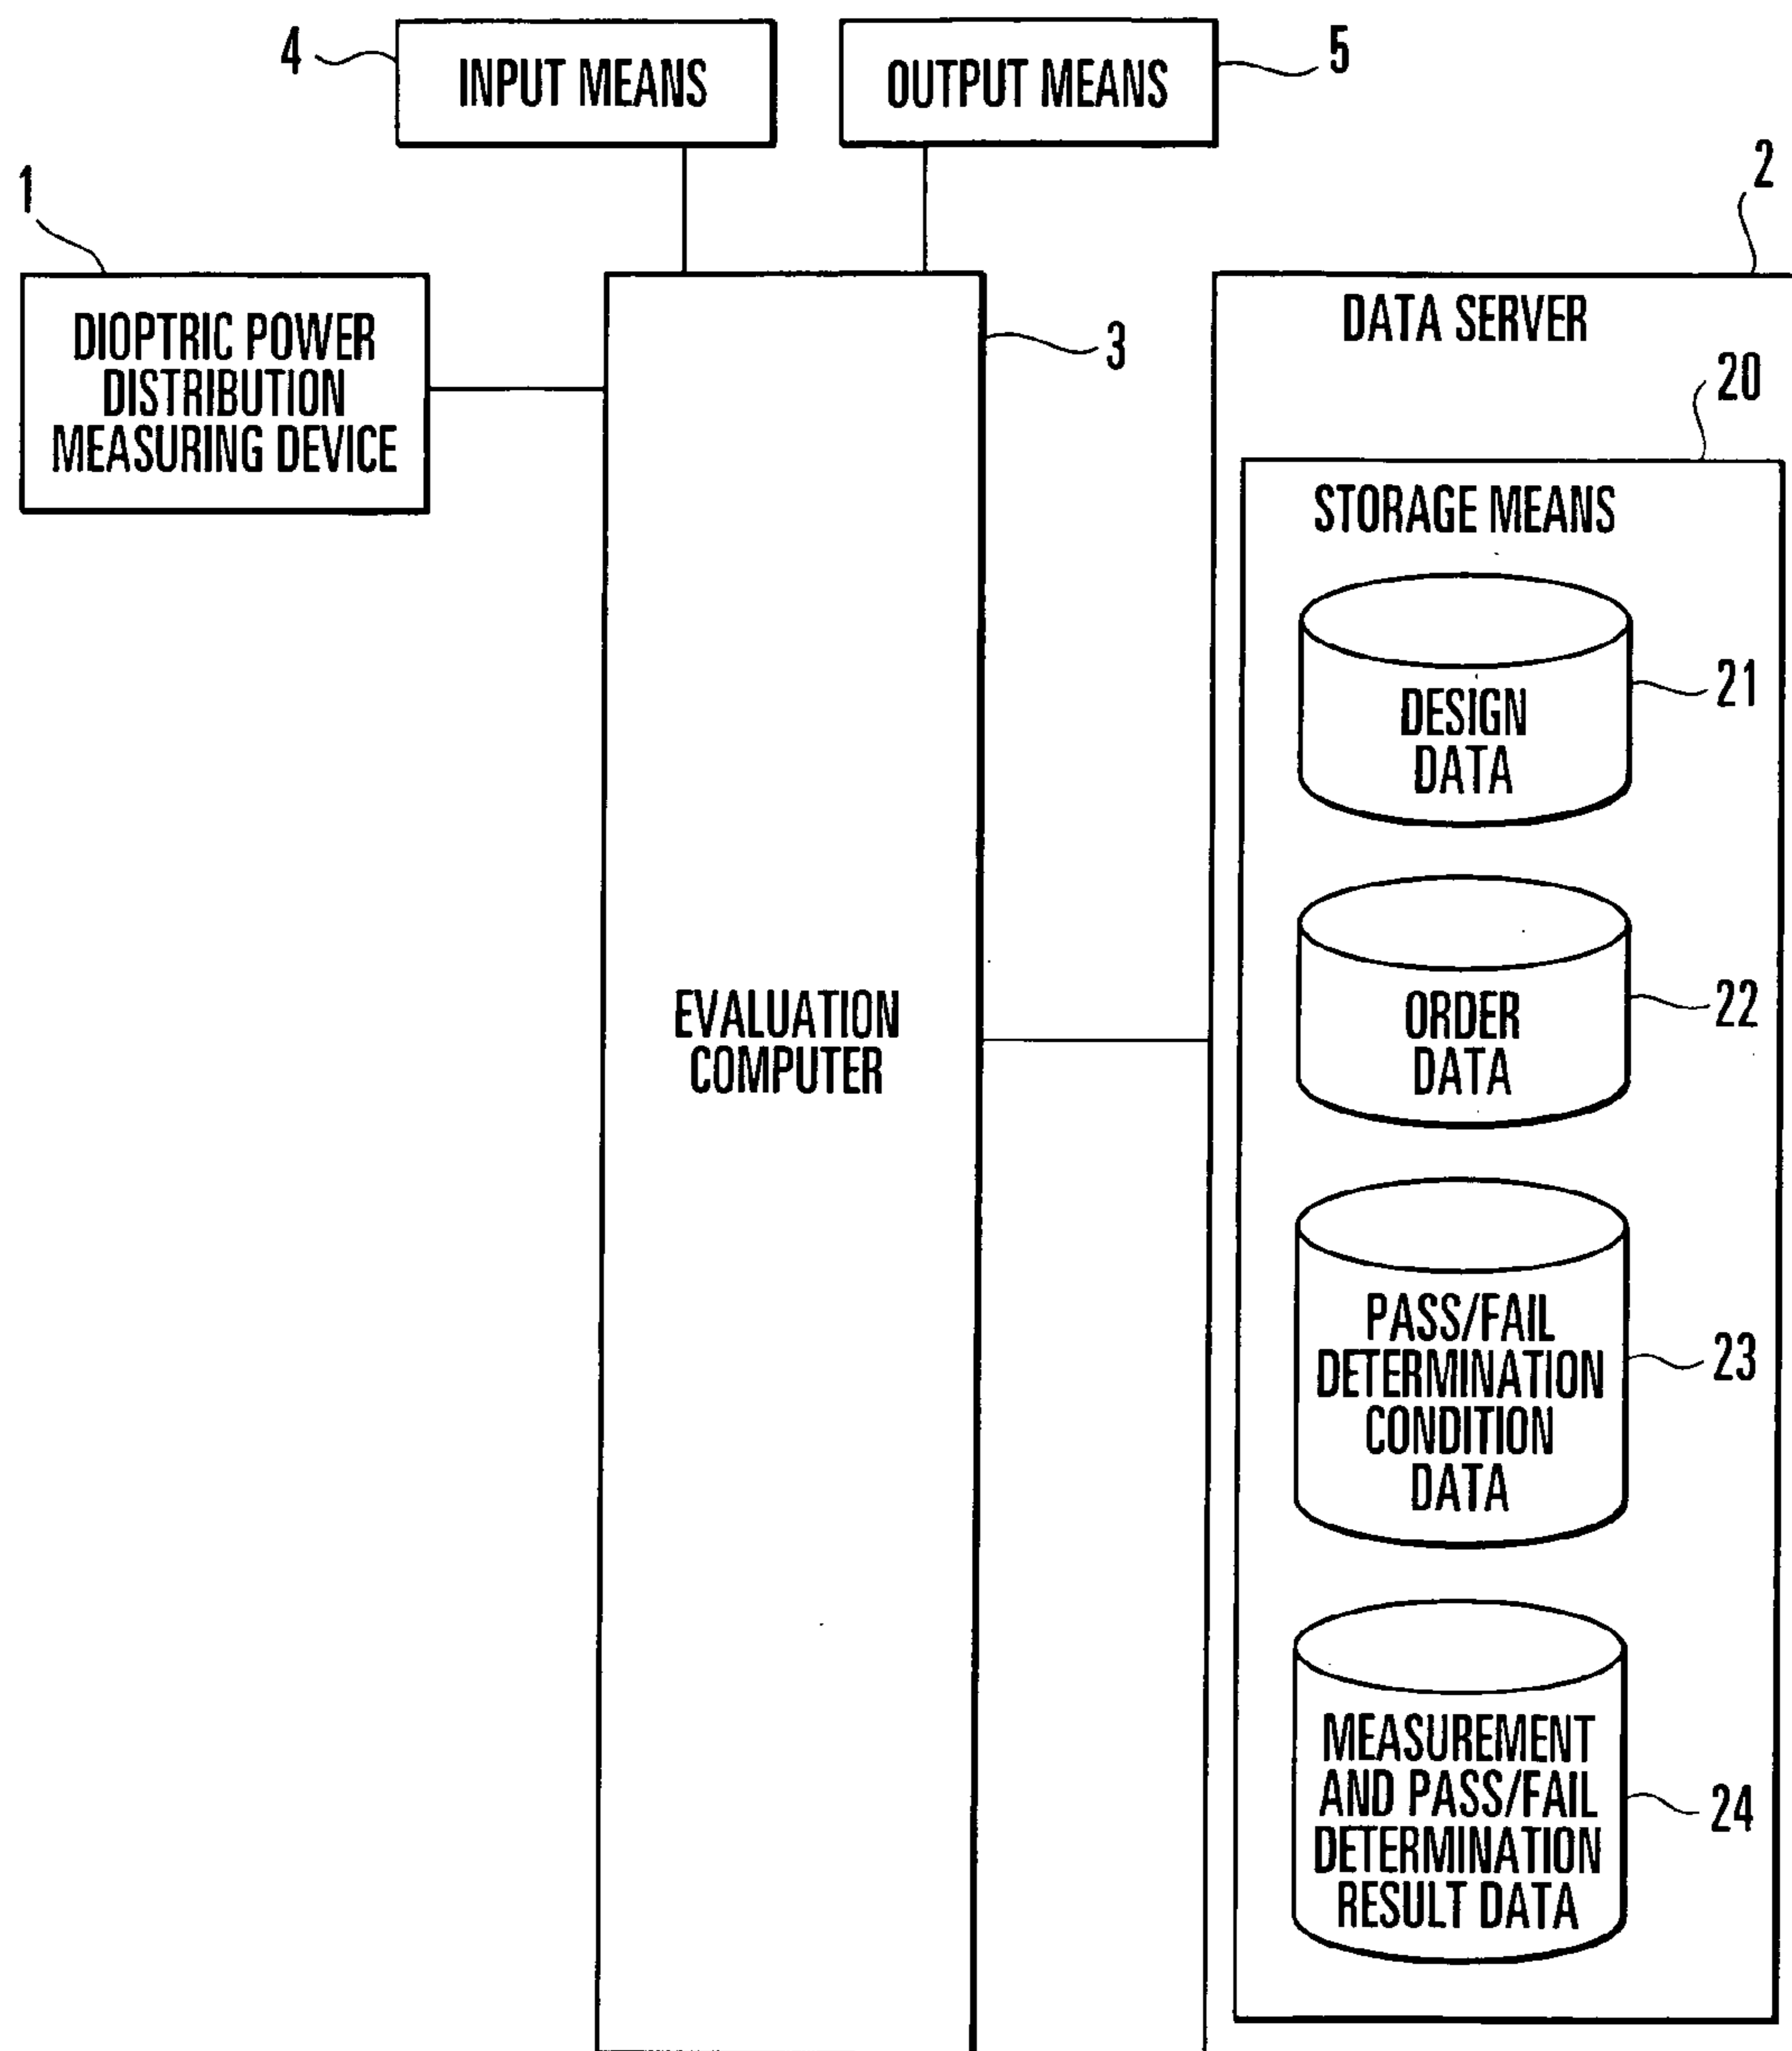 4
INPUT MEANS
OUTPUT MEANS
5
1
DIOPTRIC POWER
DISTRIBUTION
MEASURING DEVICE
3
EVALUATION
COMPUTER
2
DATA SERVER
20
STORAGE MEANS
DESIGN
DATA
21
ORDER
DATA
22
PASS/FAIL
DETERMINATION
CONDITION
DATA
23
MEASUREMENT
AND PASS/FAIL
DETERMINATION
RESULT DATA
24